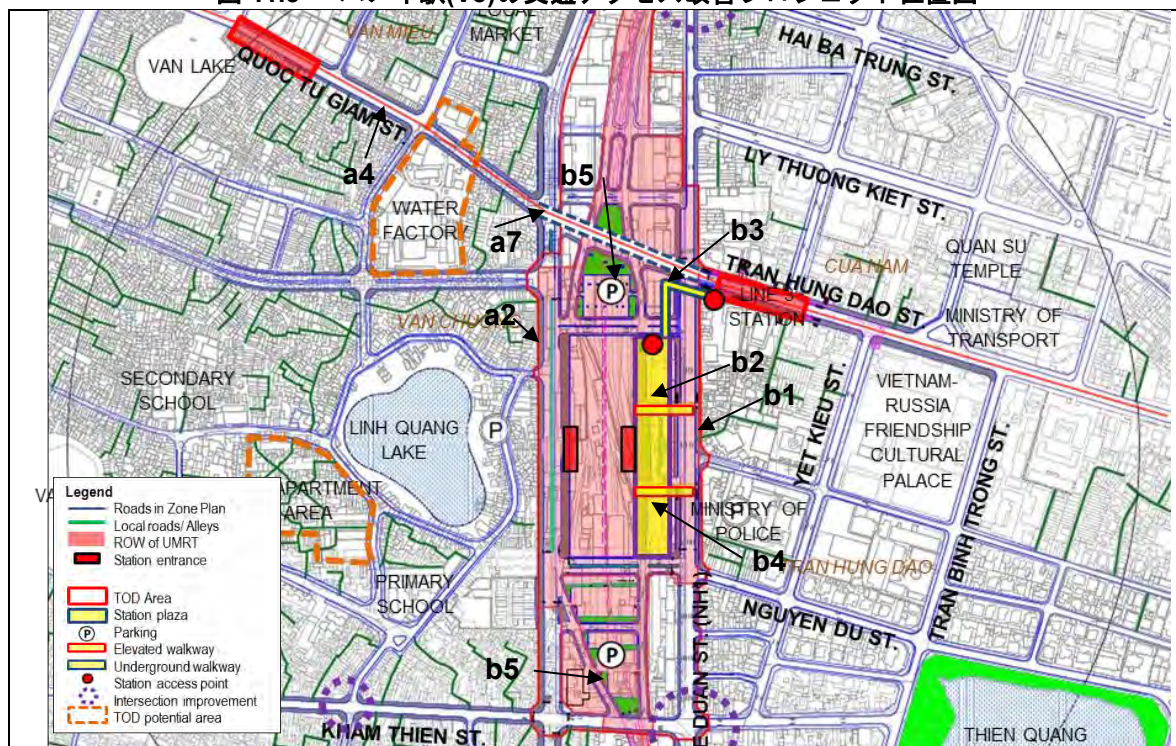 VAN MIEU
MARKET
HAI BA TRUNG ST.
VAN LAKE
QUOC TU GIAM ST.
a4
b5
LY THUONG KIET ST.
WATER
FACTORY
a7
b3
TRAN HUNG DAO ST
CUA NAM
QUAN SU
TEMPLE
P
LINE 3
STATION
MINISTRY OF
TRANSPORT
a2
b2
b1
SECONDARY
SCHOOL
LINH QUANG
LAKE
P
YET KIEU ST.
VIETNAM-
RUSSIA
FRIENDSHIP
CULTURAL
PALACE
TRAN BINH TRONG ST.
APARTMENT
AREA
MINISTRY OF
POLICE
b4
TRAN HUNG DAO
PRIMARY
SCHOOL
NGUYEN DU ST.
P
b5
DUAN ST. (NH1)
KHAM THIEN ST.
THIEN QUANG
Legend
Roads in Zone Plan
Local roads/ Alleys
ROW of UMRT
Station entrance
TOD Area
Station plaza
P Parking
Elevated walkway
Underground walkway
Station access point
Intersection improvement
TOD potential area